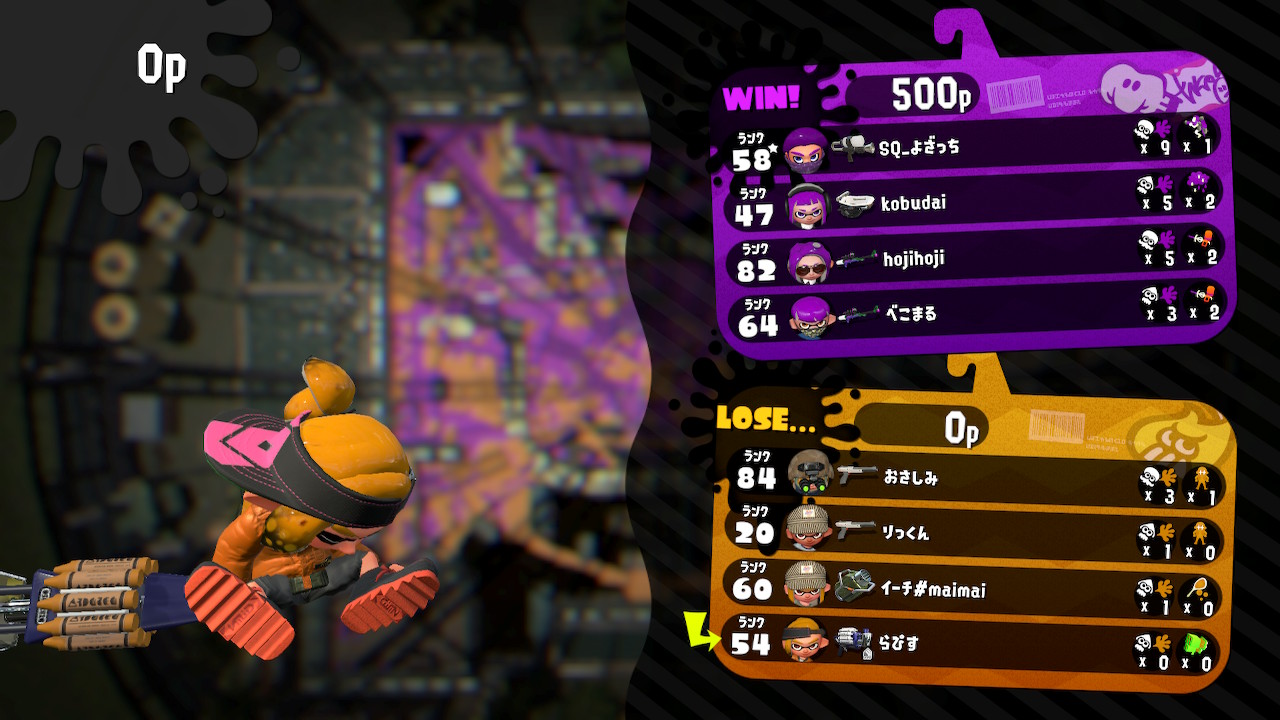 0p
WIN!
500p
ランク
58
SQ_よざっち
x 9 x 1
ランク
47
kobudai
x 5 x 2
ランク
82
hojihoji
x 5 x 2
ランク
64
べこまる
x 3 x 2
LOSE...
0p
ランク
84
おさしみ
x 3 x 1
ランク
20
りっくん
x 1 x 0
ランク
60
イーチ#maimai
x 1 x 0
ランク
54
らぴす
x 0 x 0